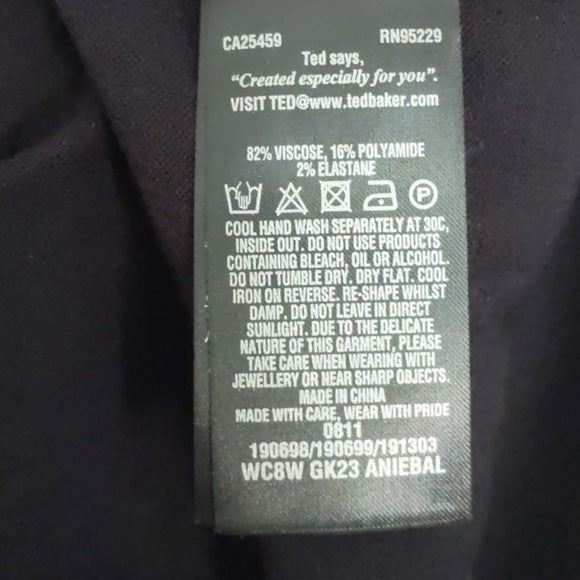 CA25459 RN95229
Ted says,
"Created especially for you".
VISIT TED@www.tedbaker.com
82% VISCOSE, 16% POLYAMIDE
2% ELASTANE
P
COOL HAND WASH SEPARATELY AT 30C,
INSIDE OUT. DO NOT USE PRODUCTS
CONTAINING BLEACH, OIL OR ALCOHOL.
DO NOT TUMBLE DRY. DRY FLAT. COOL
IRON ON REVERSE. RE-SHAPE WHILST
DAMP. DO NOT LEAVE IN DIRECT
SUNLIGHT. DUE TO THE DELICATE
NATURE OF THIS GARMENT, PLEASE
TAKE CARE WHEN WEARING WITH
JEWELLERY OR NEAR SHARP OBJECTS.
MADE IN CHINA
MADE WITH CARE, WEAR WITH PRIDE
0811
190698/190699/191303
WC8W GK23 ANIEBAL